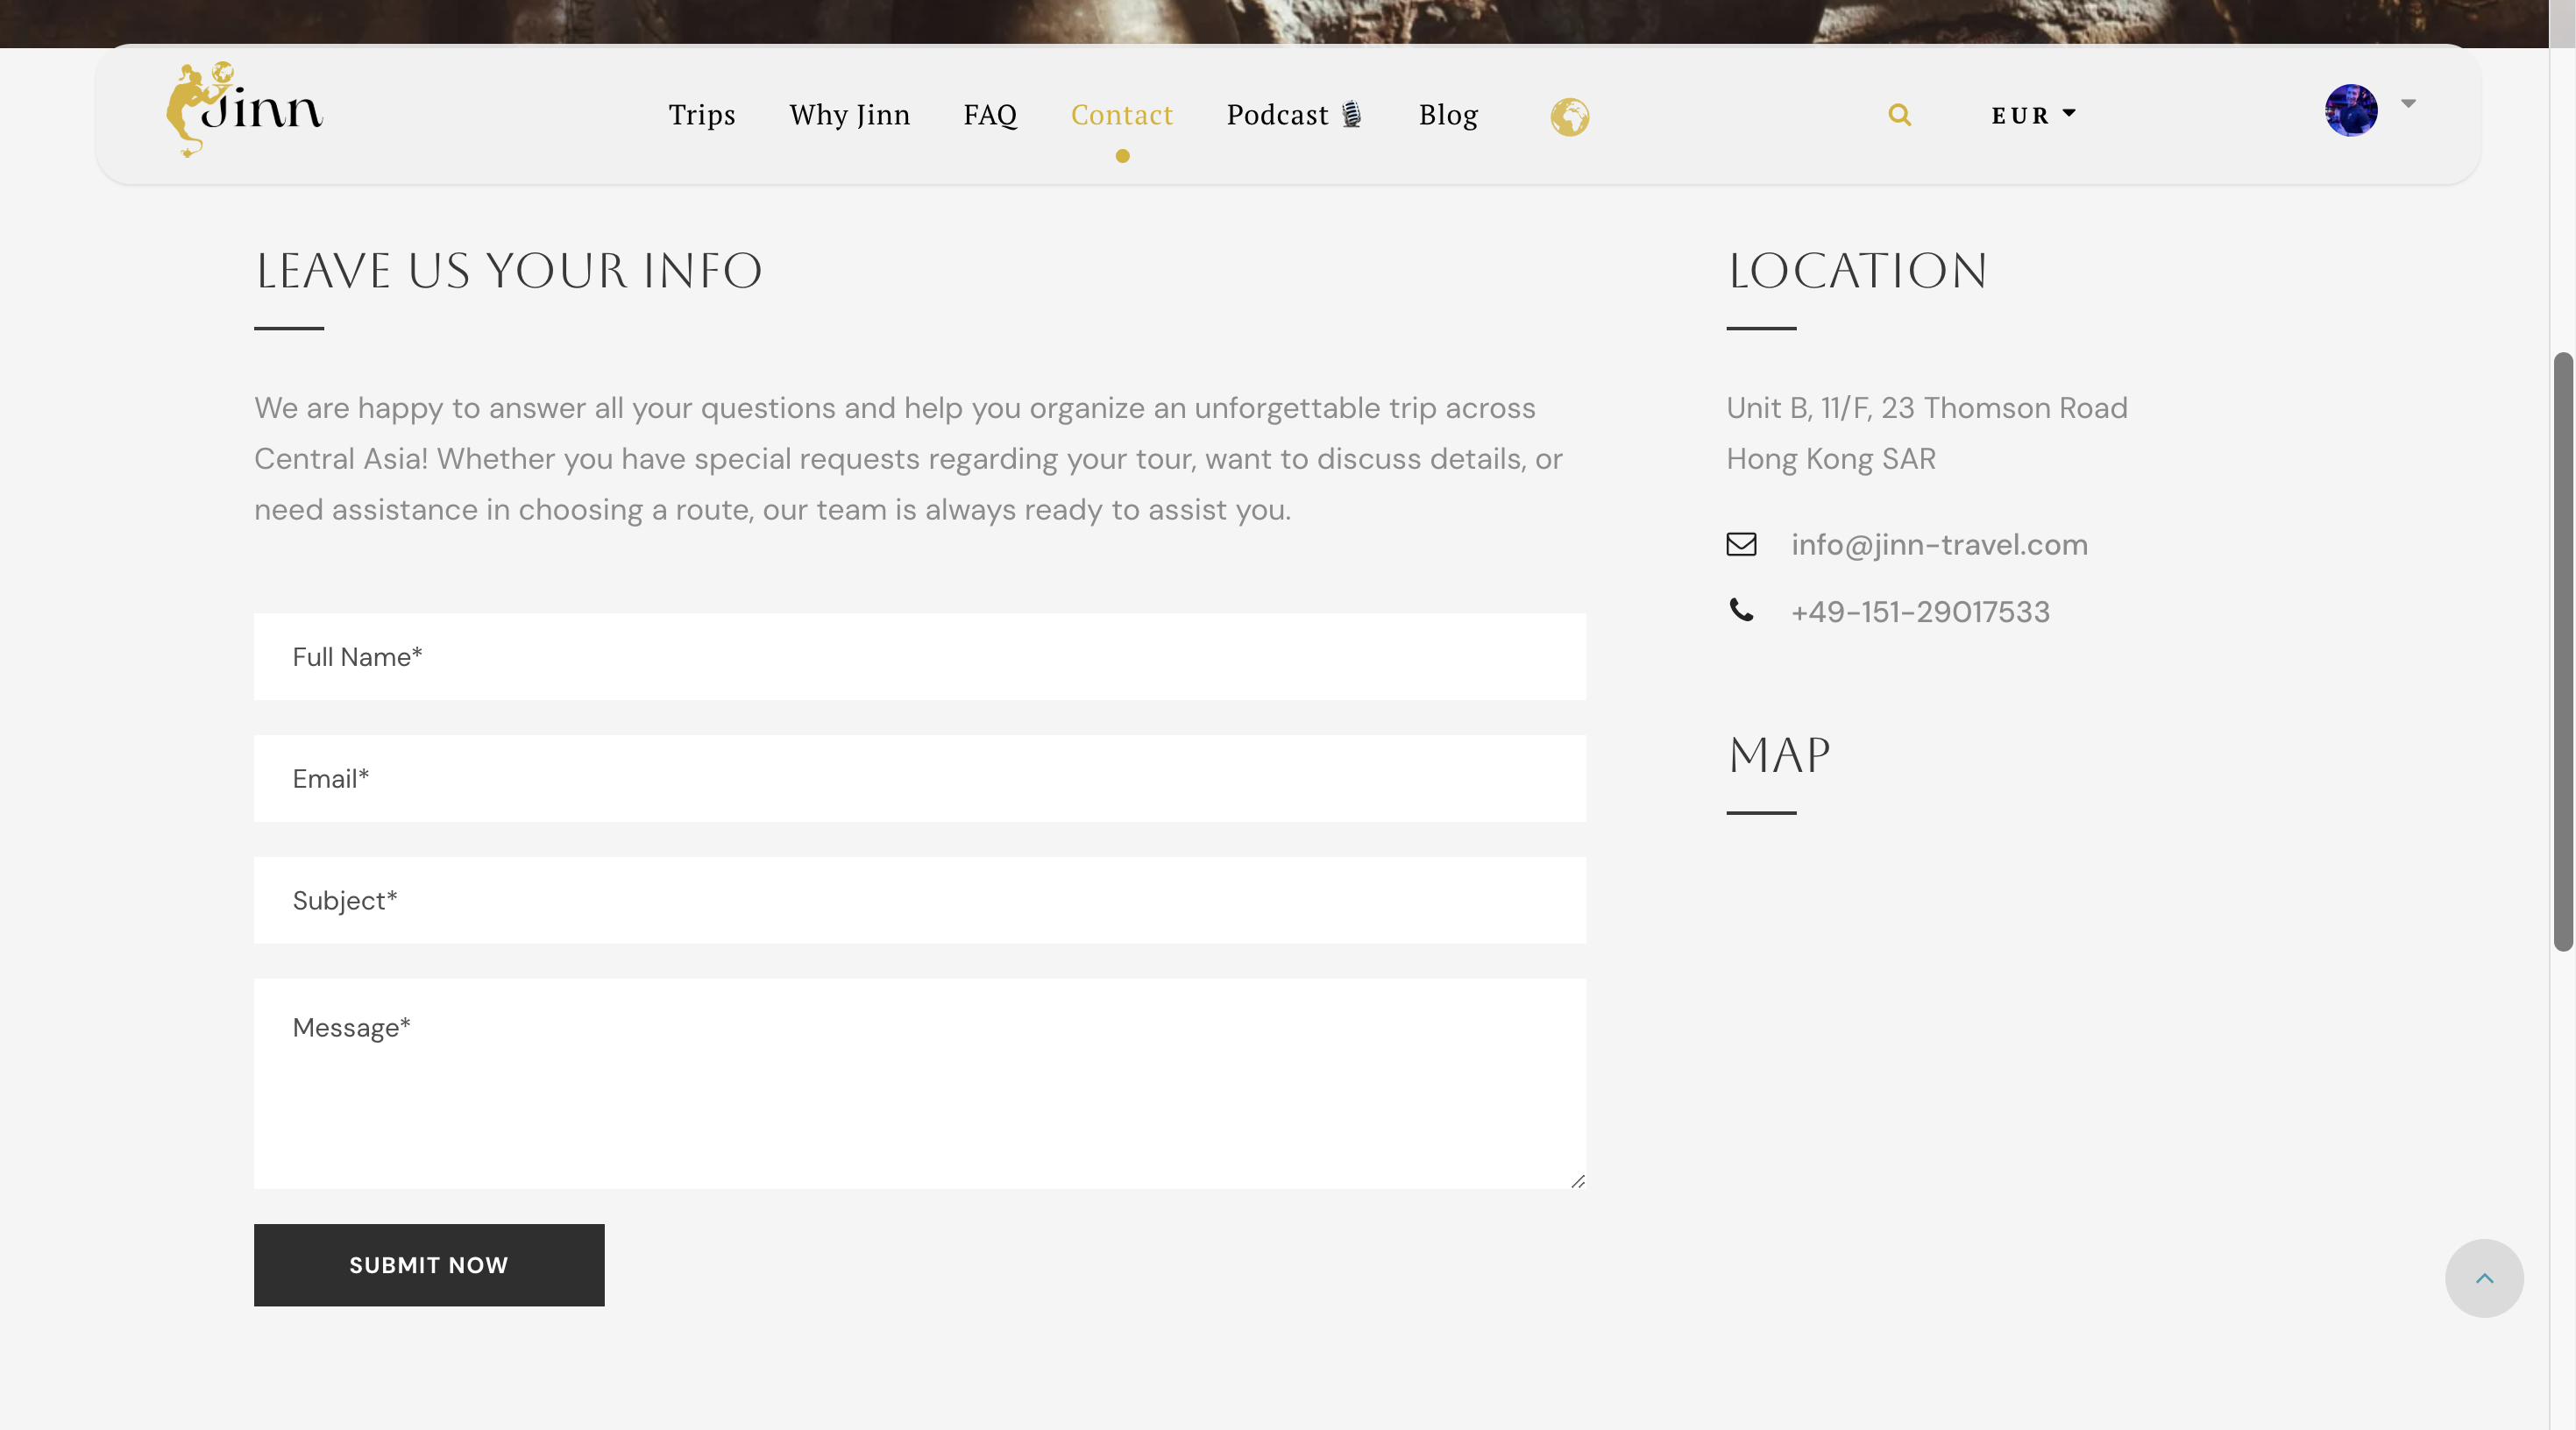 Jinn
Trips
Why Jinn
FAQ
Contact
Podcast 🎙️
Blog
EUR
LEAVE US YOUR INFO
We are happy to answer all your questions and help you organize an unforgettable trip across
Central Asia! Whether you have special requests regarding your tour, want to discuss details, or
need assistance in choosing a route, our team is always ready to assist you.
Full Name*
Email*
Subject*
Message*
SUBMIT NOW
LOCATION
Unit B, 11/F, 23 Thomson Road
Hong Kong SAR
info@jinn-travel.com
+49-151-29017533
MAP